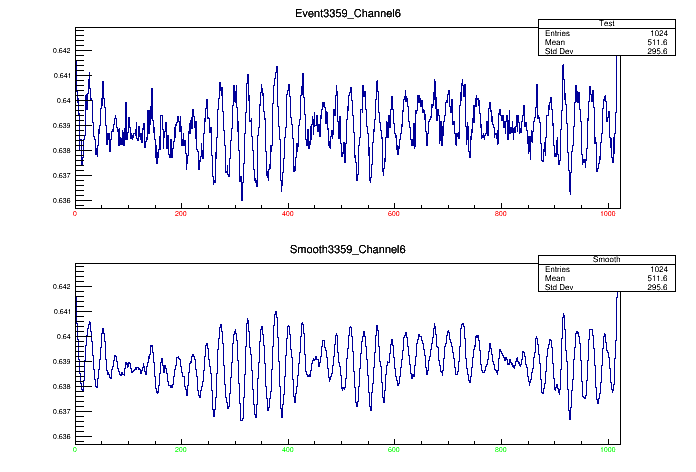 Event3359_Channel6
Test
Entries 1024
Mean 511.6
Std Dev 295.6
0.642
0.641
0.64
0.639
0.638
0.637
0.636
0 200 400 600 800 1000
Smooth3359_Channel6
Smooth
Entries 1024
Mean 511.6
Std Dev 295.6
0.642
0.641
0.64
0.639
0.638
0.637
0.636
0 200 400 600 800 1000